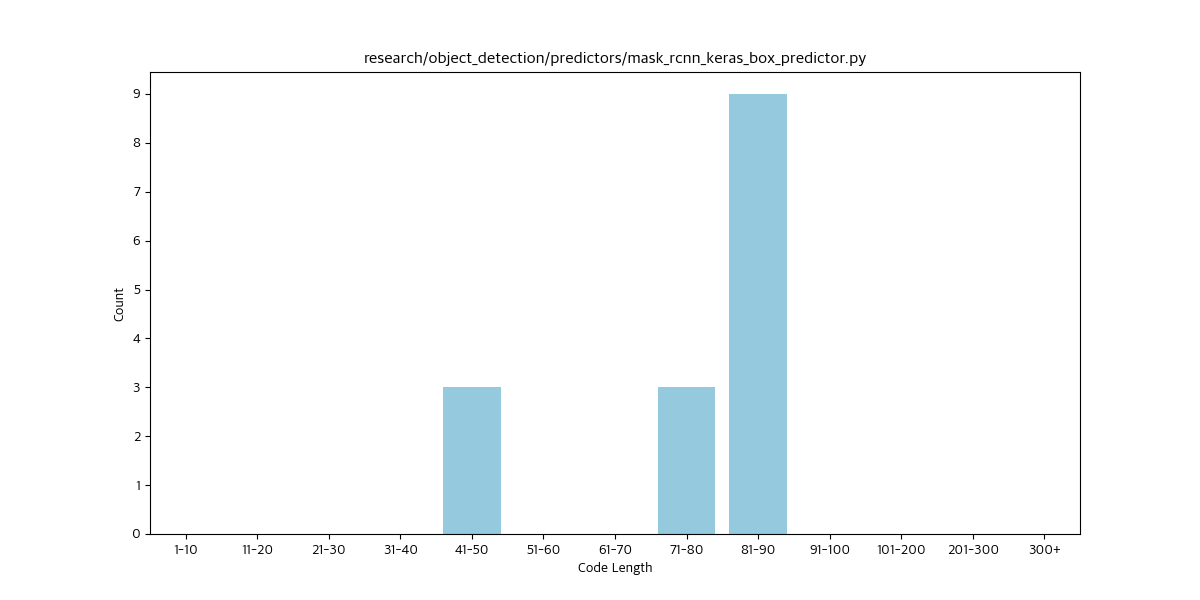 research/object_detection/predictors/mask_rcnn_keras_box_predictor.py
9
8
7
6
5
4
3
2
1
0
Count
1-10 11-20 21-30 31-40 41-50 51-60 61-70 71-80 81-90 91-100 101-200 201-300 300+
Code Length